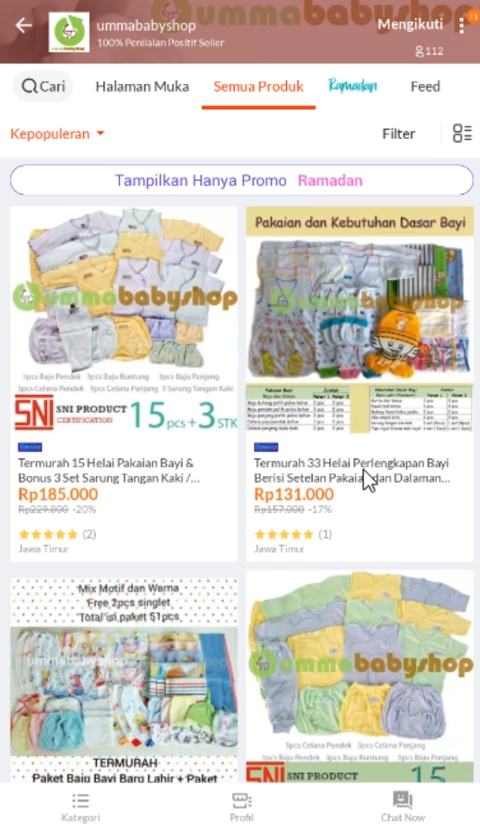 ummababyshop
ummababyshop
100% Penilaian Positif Seller
Mengikuti
112
Cari
Halaman Muka
Semua Produk
Ramadan
Feed
Kepopuleran
Filter
Tampilkan Hanya Promo Ramadan
ummababyshop
3pcs Baju Pendek 3pcs Baju Buntung 3pcs Baju Panjang
3pcs Celana Pendek 3pcs Celana Panjang 3 Sarung Tangan Kaki
SNI SNI PRODUCT
CERTIFICATION
15pcs+3STK
Termurah 15 Helai Pakaian Bayi &
Bonus 3 Set Sarung Tangan Kaki /...
Rp185.000
Rp229.800 -20%
(2)
Jawa Timur
Pakaian dan Kebutuhan Dasar Bayi
ummababyshop
Termurah 33 Helai Perlengkapan Bayi
Berisi Setelan Pakaian dan Dalaman...
Rp131.000
Rp157.000 -17%
(1)
Jawa Timur
Mix Motif dan Warna
Free 2pcs singlet
Total isi paket 51pcs
ummababyshop
TERMURAH
Paket Baju Bayi Baru Lahir + Paket
ummababyshop
3pcs Celana Pendek 3pcs Celana Panjang
3pcs Baju Pendek 3pcs Baju Buntung 3pcs Baju Panjang
SNI SNI PRODUCT 15
Kategori
Profil
Chat Now